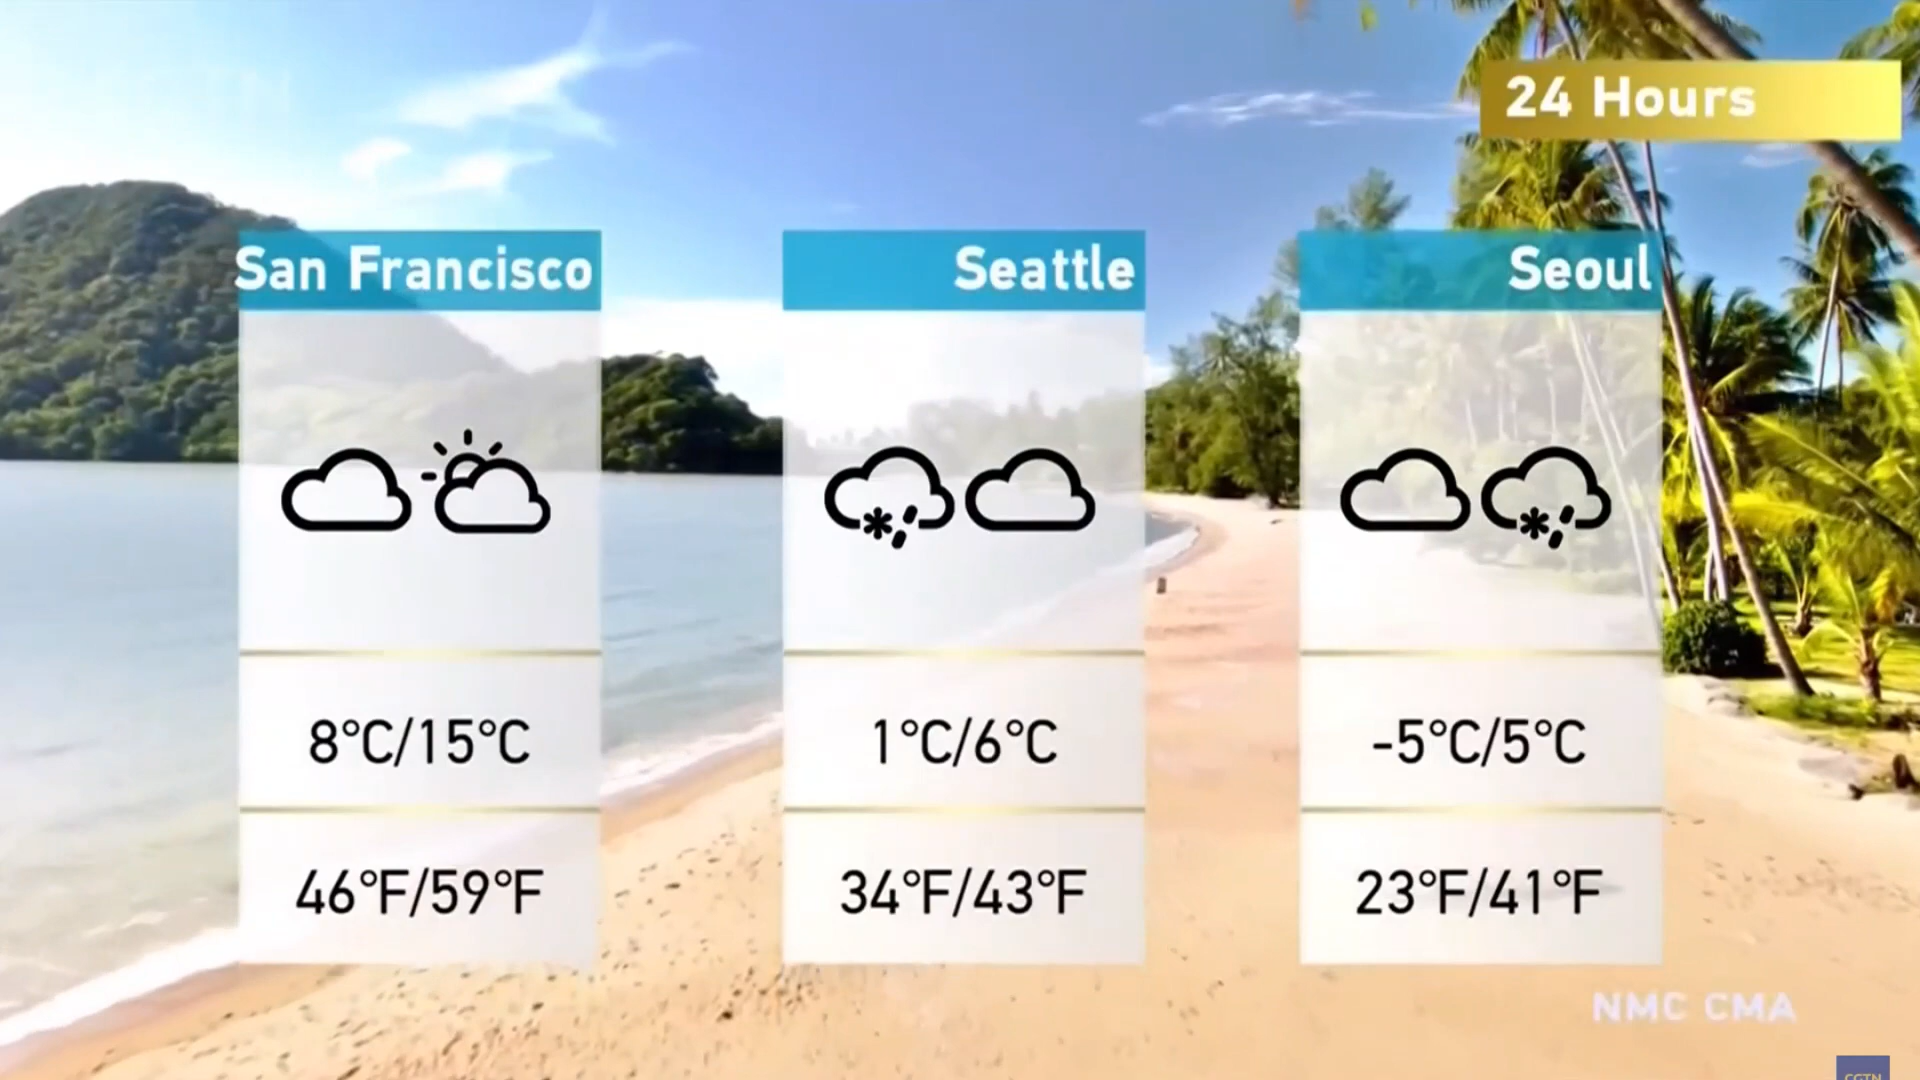 24 Hours
San Francisco
Seattle
Seoul
8°C/15°C
1°C/6°C
-5°C/5°C
46°F/59°F
34°F/43°F
23°F/41°F
NMC CMA
CGTN